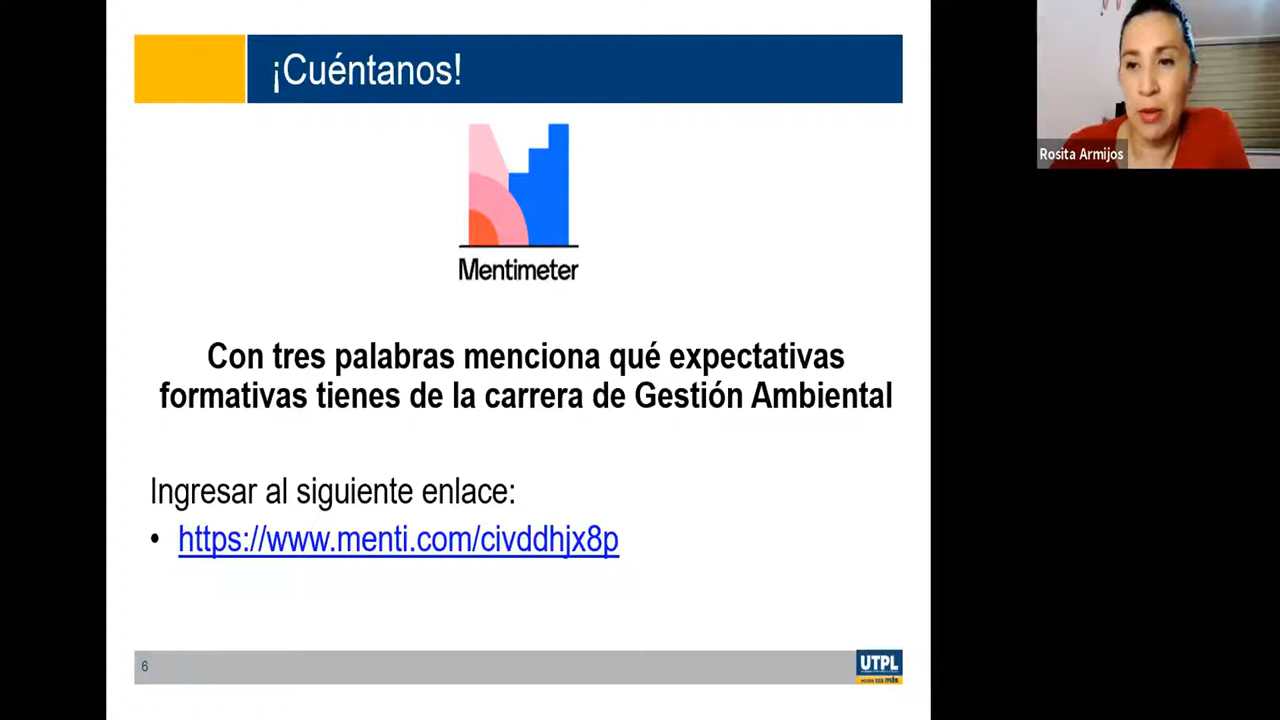 ¡Cuéntanos!
Mentimeter
Con tres palabras menciona qué expectativas
formativas tienes de la carrera de Gestión Ambiental
Ingresar al siguiente enlace:
• https://www.menti.com/civddhjx8p
6
UTPL
Rosita Armijos